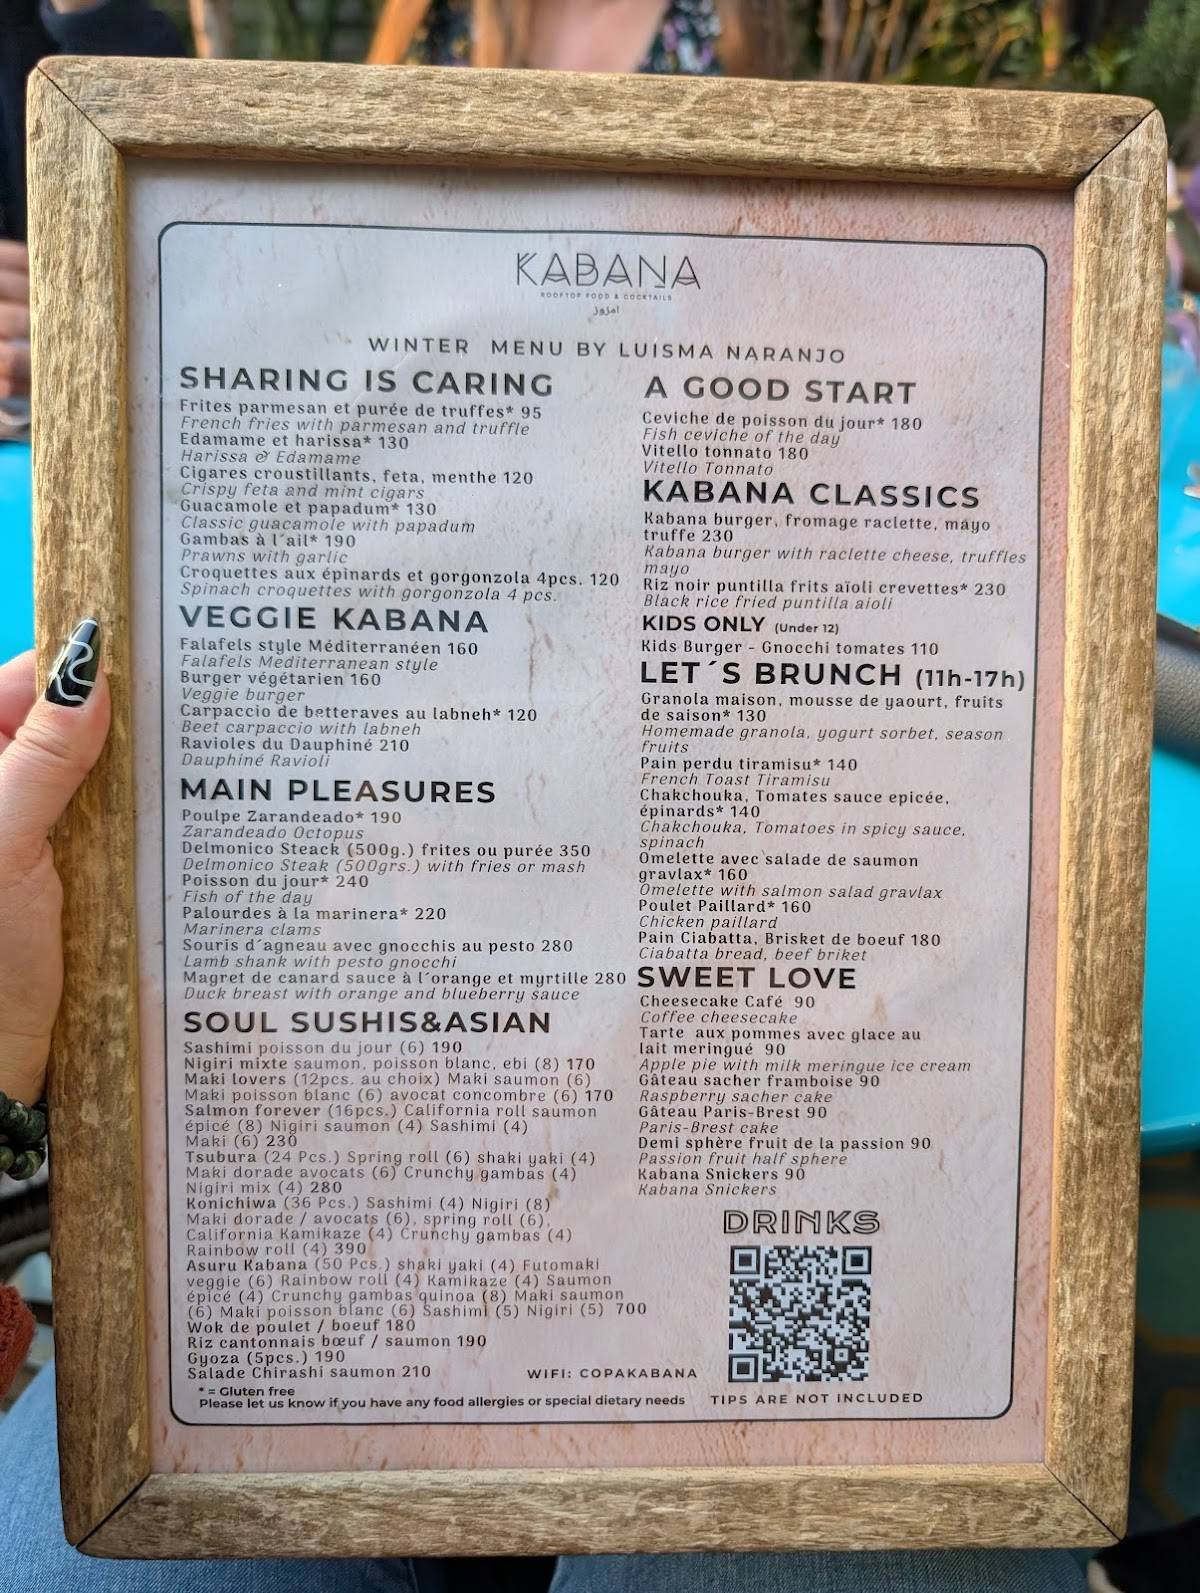 KABANA
ROOFTOP FOOD & COCKTAILS
WINTER MENU BY LUISMA NARANJO
SHARING IS CARING
Frites parmesan et purée de truffes* 95
French fries with parmesan and truffle
Edamame et harissa* 130
Harissa & Edamame
Cigares croustillants, feta, menthe 120
Crispy feta and mint cigars
Guacamole et papadum* 130
Classic guacamole with papadum
Gambas à l´ail* 190
Prawns with garlic
Croquettes aux épinards et gorgonzola 4pcs. 120
Spinach croquettes with gorgonzola 4 pcs.
VEGGIE KABANA
Falafels style Méditerranéen 160
Falafels Mediterranean style
Burger végétarien 160
Veggie burger
Carpaccio de betteraves au labneh* 120
Beet carpaccio with labneh
Ravioles du Dauphiné 210
Dauphiné Ravioli
MAIN PLEASURES
Poulpe Zarandeado* 190
Zarandeado Octopus
Delmonico Steack (500g.) frites ou purée 350
Delmonico Steak (500grs.) with fries or mash
Poisson du jour* 240
Fish of the day
Palourdes à la marinera* 220
Marinera clams
Souris d´agneau avec gnocchis au pesto 280
Lamb shank with pesto gnocchi
Magret de canard sauce à l´orange et myrtille 280
Duck breast with orange and blueberry sauce
SOUL SUSHIS&ASIAN
Sashimi poisson du jour (6) 190
Nigiri mixte saumon, poisson blanc, ebi (8) 170
Maki lovers (12pcs. au choix) Maki saumon (6)
Maki poisson blanc (6) avocat concombre (6) 170
Salmon forever (16pcs.) California roll saumon
épicé (8) Nigiri saumon (4) Sashimi (4)
Maki (6) 230
Tsubura (24 Pcs.) Spring roll (6) shaki yaki (4)
Maki dorade avocats (6) Crunchy gambas (4)
Nigiri mix (4) 280
Konichiwa (36 Pcs.) Sashimi (4) Nigiri (8)
Maki dorade / avocats (6), spring roll (6),
California Kamikaze (4) Crunchy gambas (4)
Rainbow roll (4) 390
Asuru Kabana (50 Pcs.) shaki yaki (4) Futomaki
veggie (6) Rainbow roll (4) Kamikaze (4) Saumon
épicé (4) Crunchy gambas quinoa (8) Maki saumon
(6) Maki poisson blanc (6) Sashimi (5) Nigiri (5) 700
Wok de poulet / boeuf 180
Riz cantonnais bœuf / saumon 190
Gyoza (5pcs.) 190
Salade Chirashi saumon 210
* = Gluten free
Please let us know if you have any food allergies or special dietary needs
A GOOD START
Ceviche de poisson du jour* 180
Fish ceviche of the day
Vitello tonnato 180
Vitello Tonnato
KABANA CLASSICS
Kabana burger, fromage raclette, mayo
truffe 230
Kabana burger with raclette cheese, truffles
mayo
Riz noir puntilla frits aïoli crevettes* 230
Black rice fried puntilla aioli
KIDS ONLY (Under 12)
Kids Burger - Gnocchi tomates 110
LET´S BRUNCH (11h-17h)
Granola maison, mousse de yaourt, fruits
de saison* 130
Homemade granola, yogurt sorbet, season
fruits
Pain perdu tiramisu* 140
French Toast Tiramisu
Chakchouka, Tomates sauce epicée,
épinards* 140
Chakchouka, Tomatoes in spicy sauce,
spinach
Omelette avec salade de saumon
gravlax* 160
Omelette with salmon salad gravlax
Poulet Paillard* 160
Chicken paillard
Pain Ciabatta, Brisket de boeuf 180
Ciabatta bread, beef briket
SWEET LOVE
Cheesecake Café 90
Coffee cheesecake
Tarte aux pommes avec glace au
lait meringué 90
Apple pie with milk meringue ice cream
Gâteau sacher framboise 90
Raspberry sacher cake
Gâteau Paris-Brest 90
Paris-Brest cake
Demi sphère fruit de la passion 90
Passion fruit half sphere
Kabana Snickers 90
Kabana Snickers
DRINKS
WIFI: COPAKABANA
TIPS ARE NOT INCLUDED